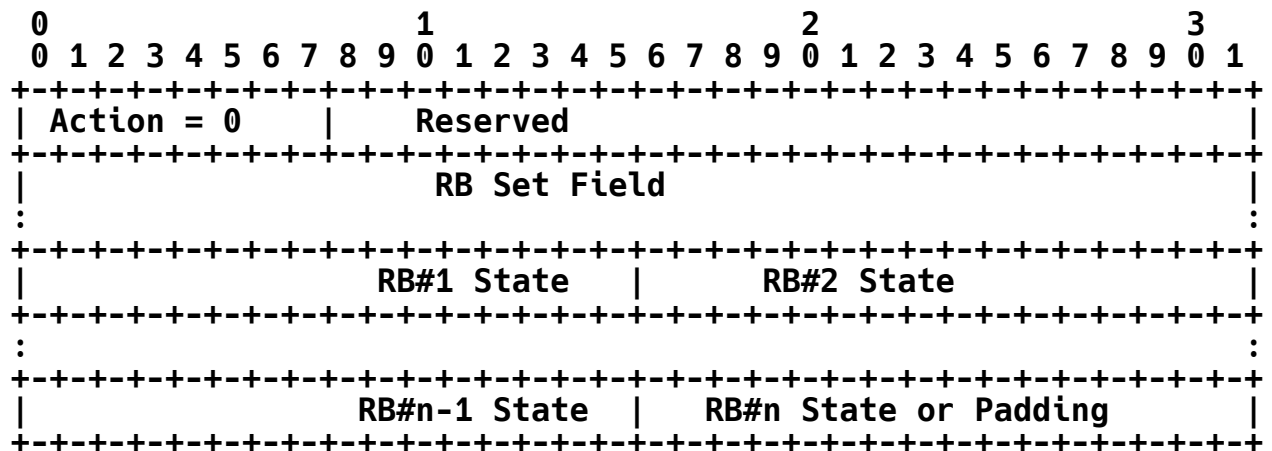 0                   1                   2                   3
 0 1 2 3 4 5 6 7 8 9 0 1 2 3 4 5 6 7 8 9 0 1 2 3 4 5 6 7 8 9 0 1
+-+-+-+-+-+-+-+-+-+-+-+-+-+-+-+-+-+-+-+-+-+-+-+-+-+-+-+-+-+-+-+-+
| Action = 0    |    Reserved                                   |
+-+-+-+-+-+-+-+-+-+-+-+-+-+-+-+-+-+-+-+-+-+-+-+-+-+-+-+-+-+-+-+-+
|                     RB Set Field                              |
:                                                               :
+-+-+-+-+-+-+-+-+-+-+-+-+-+-+-+-+-+-+-+-+-+-+-+-+-+-+-+-+-+-+-+-+
|                  RB#1 State   |      RB#2 State               |
+-+-+-+-+-+-+-+-+-+-+-+-+-+-+-+-+-+-+-+-+-+-+-+-+-+-+-+-+-+-+-+-+
:                                                               :
+-+-+-+-+-+-+-+-+-+-+-+-+-+-+-+-+-+-+-+-+-+-+-+-+-+-+-+-+-+-+-+-+
|                 RB#n-1 State  |   RB#n State or Padding       |
+-+-+-+-+-+-+-+-+-+-+-+-+-+-+-+-+-+-+-+-+-+-+-+-+-+-+-+-+-+-+-+-+